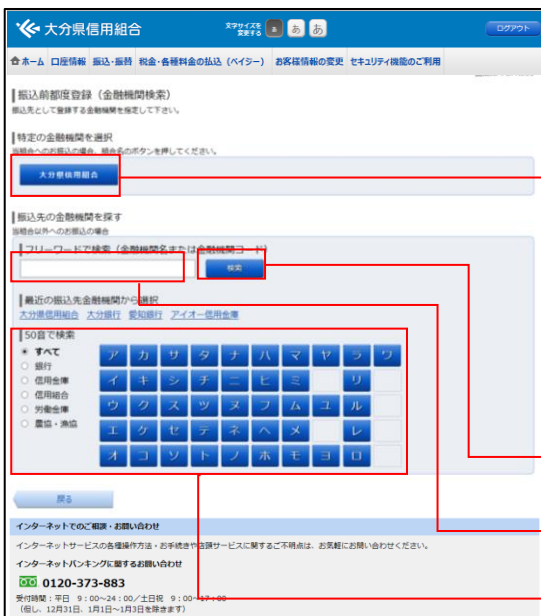 大分県信用組合
文字サイズを
変更する
あ あ あ
ログアウト
ホーム 口座情報 振込・振替 税金・各種料金の払込(ペイジー) お客様情報の変更 セキュリティ機能のご利用
振込前都度登録(金融機関検索)
振込先として登録する金融機関を指定して下さい。
特定の金融機関を選択
当組合へのお振込の場合、組合名のボタンを押してください。
大分県信用組合
振込先の金融機関を探す
当組合以外へのお振込の場合
フリーワードで検索(金融機関名または金融機関コード)
検索
最近の振込先金融機関から選択
大分県信用組合 大分銀行 愛知銀行 アイオー信用金庫
50音で検索
すべて
銀行
信用金庫
信用組合
労働金庫
農協・漁協
ア カ サ タ ナ ハ マ ヤ ラ ワ
イ キ シ チ ニ ヒ ミ リ
ウ ク ス ツ ヌ フ ム ユ ル
エ ケ セ テ ネ ヘ メ レ
オ コ ソ ト ノ ホ モ ヨ ロ
戻る
インターネットでのご相談・お問い合わせ
インターネットサービスの各種操作方法・お手続きや店頭サービスに関するご不明点は、お気軽にお問い合わせください。
インターネットバンキングに関するお問い合わせ
0120-373-883
受付時間:平日 9:00~24:00/土日祝 9:00~17:00
(但し、12月31日、1月1日~1月3日を除きます)